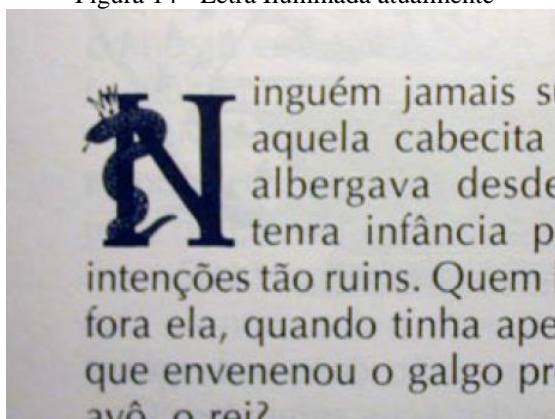 Figura 14 - Letra Iluminada atualmente
Ninguém jamais su
aquela cabecita
albergava desde
tenra infância p
intenções tão ruins. Quem
fora ela, quando tinha ape
que envenenou o galgo pr
avô, o rei?